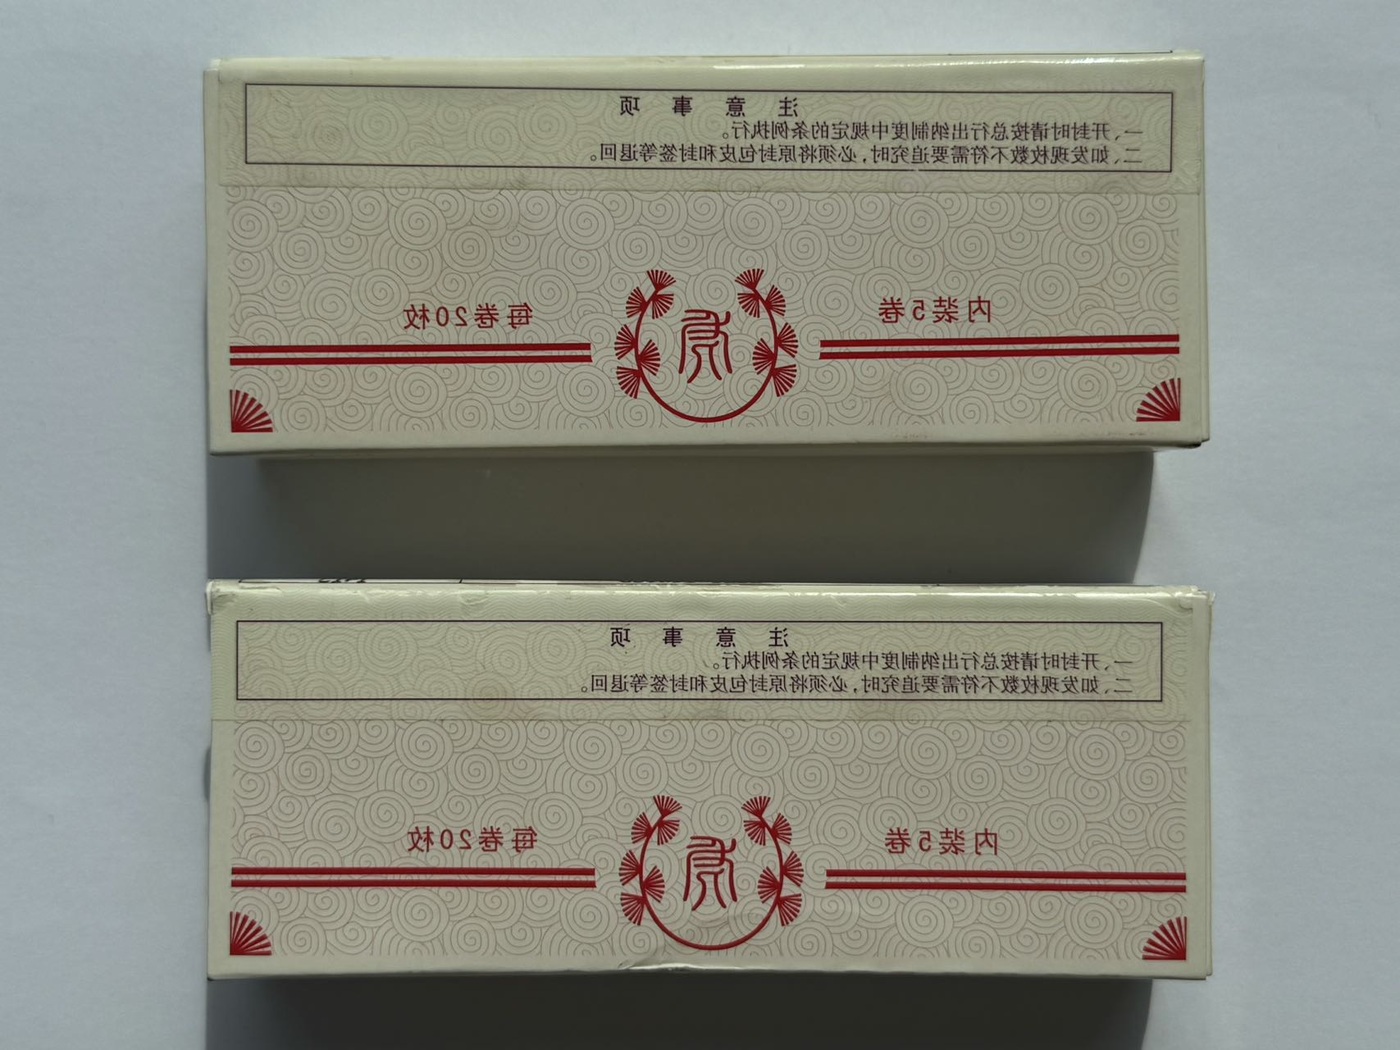 注意事项
一、开封时请按总行出纳制度中规定的条例执行。
二、如发现枚数不符需要追究时，必须将原封包皮和封签等退回。
内装5卷 每卷20枚
注意事项
一、开封时请按总行出纳制度中规定的条例执行。
二、如发现枚数不符需要追究时，必须将原封包皮和封签等退回。
内装5卷 每卷20枚